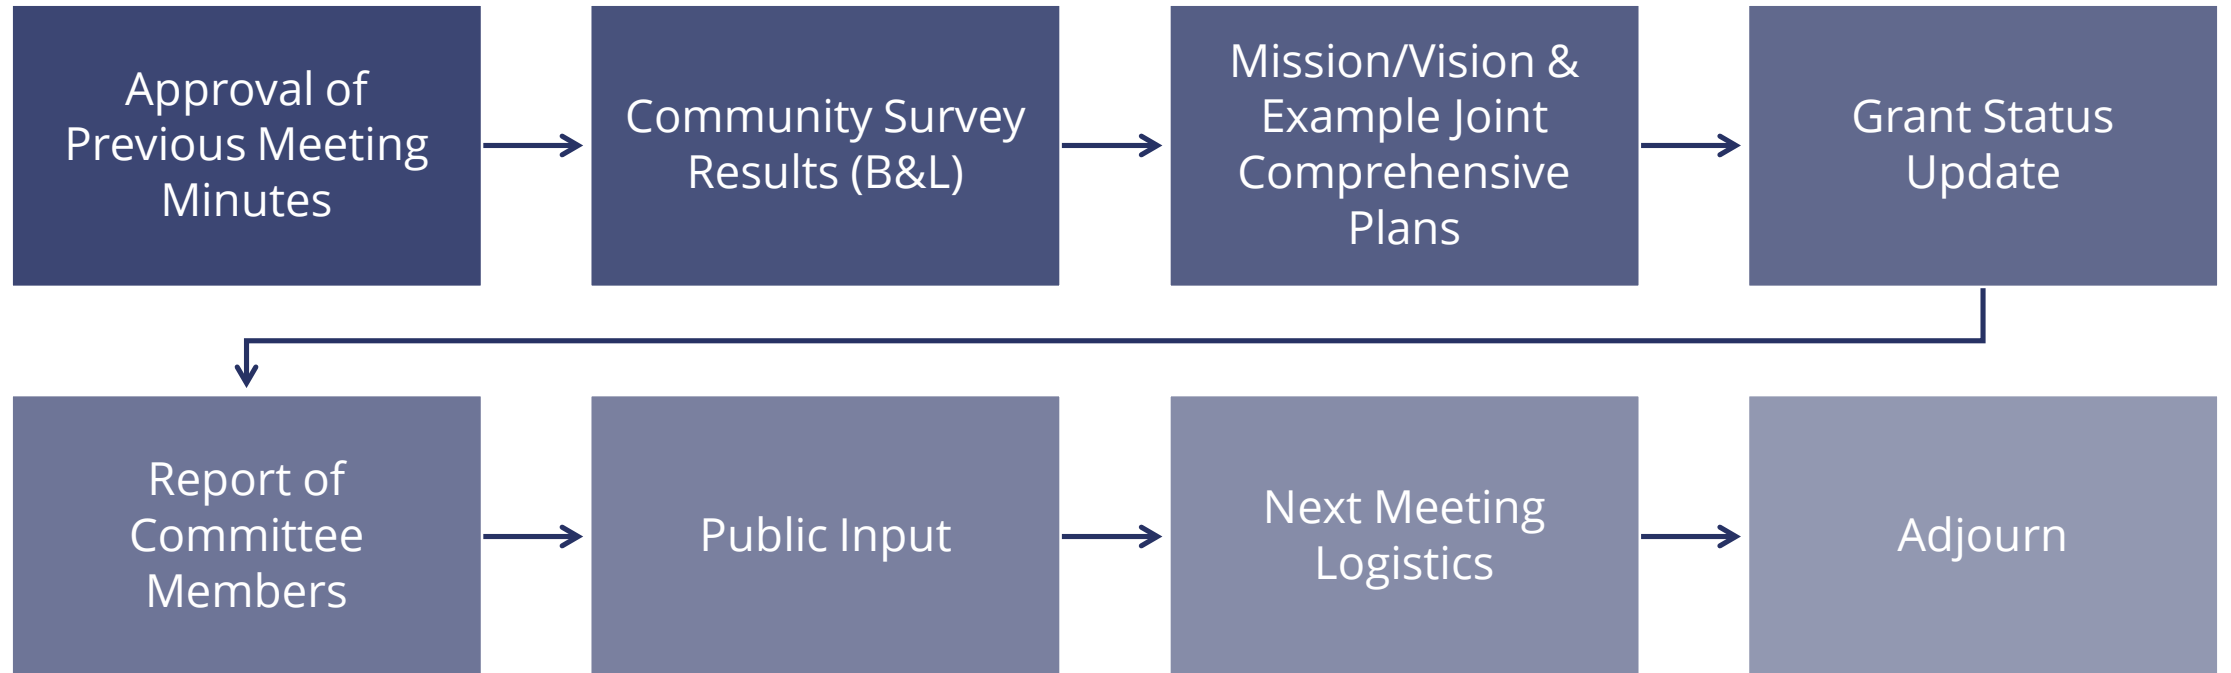 Approval of
Previous Meeting
Minutes
Community Survey
Results (B&L)
Mission/Vision &
Example Joint
Comprehensive
Plans
Grant Status
Update
Report of
Committee
Members
Public Input
Next Meeting
Logistics
Adjourn